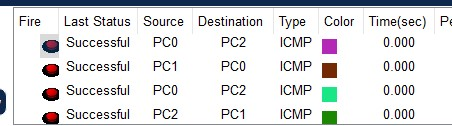 Fire Last Status Source Destination Type Color Time(sec) Pe
Successful PC0 PC2 ICMP 0.000
Successful PC1 PC0 ICMP 0.000
Successful PC0 PC2 ICMP 0.000
Successful PC2 PC1 ICMP 0.000